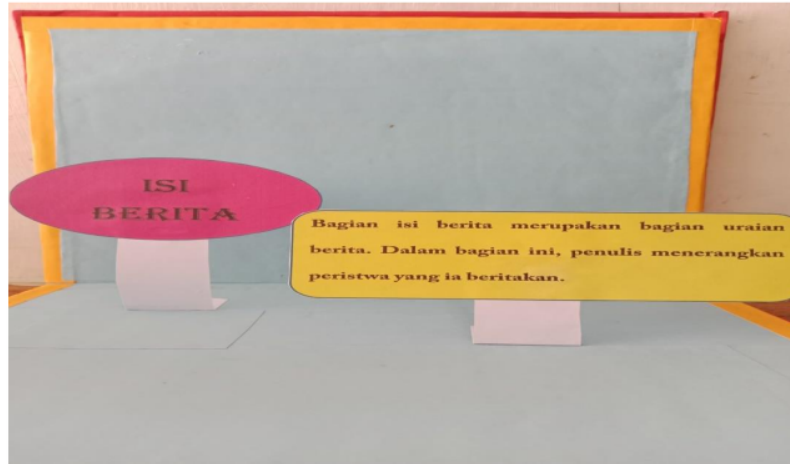 ISI
BERITA
Bagian isi berita merupakan bagian uraian
berita. Dalam bagian ini, penulis menerangkan
peristwa yang ia beritakan.